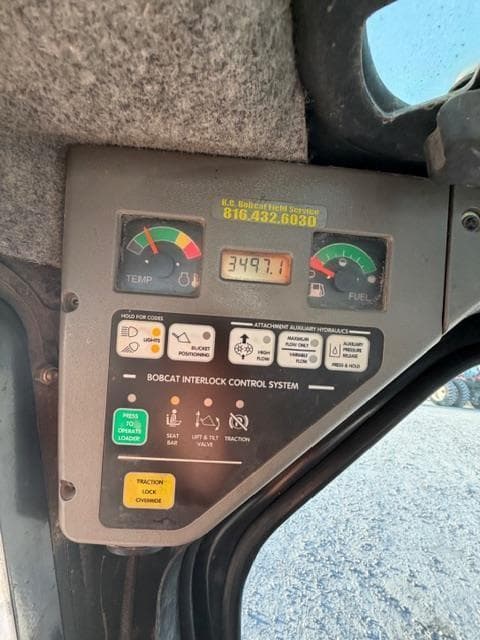 B.C. Bobcat Field Service
816.432.6030
TEMP
3497.1
FUEL
HOLD FOR CODES
LIGHTS
BUCKET
POSITIONING
ATTACHMENT AUXILIARY HYDRAULICS
HIGH
FLOW
MAXIMUM
FLOW ONLY
VARIABLE
FLOW
AUXILIARY
PRESSURE
RELEASE
PRESS & HOLD
BOBCAT INTERLOCK CONTROL SYSTEM
PRESS
TO
OPERATE
LOADER
SEAT
BAR
LIFT & TILT
VALVE
TRACTION
TRACTION
LOCK
OVERRIDE